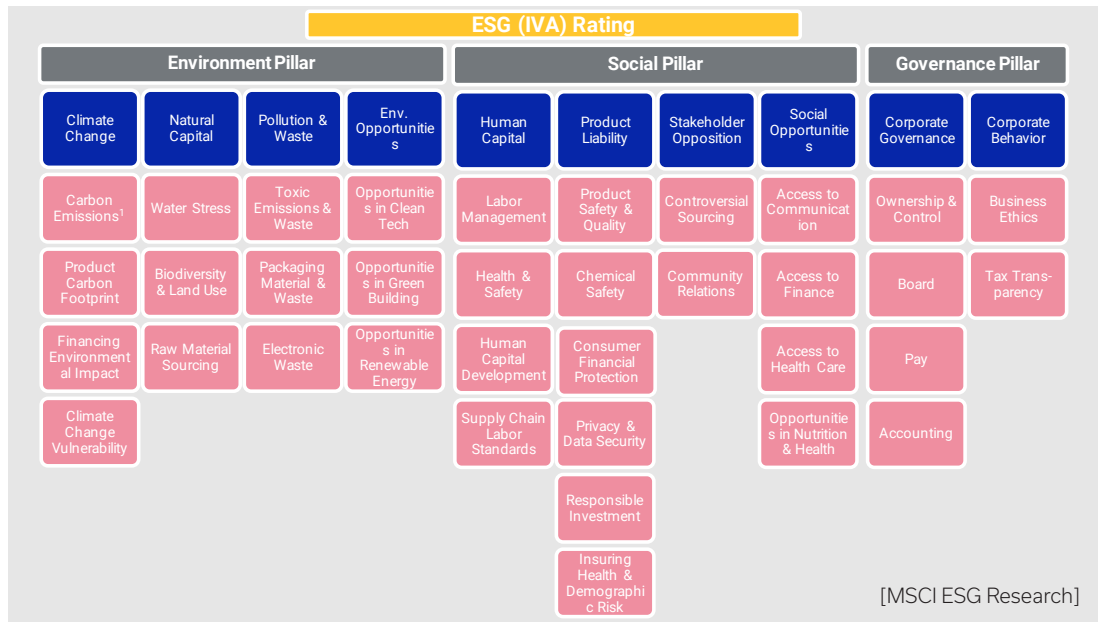 ESG (IVA) Rating
Environment Pillar
Social Pillar
Governance Pillar
Climate
Change
Natural
Capital
Pollution &
Waste
Env.
Opportunitie
s
Human
Capital
Product
Liability
Stakeholder
Opposition
Social
Opportunitie
s
Corporate
Governance
Corporate
Behavior
Carbon
Emissions¹
Water Stress
Toxic
Emissions &
Waste
Opportunitie
s in Clean
Tech
Labor
Management
Product
Safety &
Quality
Controversial
Sourcing
Access to
Communicat
ion
Ownership &
Control
Business
Ethics
Product
Carbon
Footprint
Biodiversity
& Land Use
Packaging
Material &
Waste
Opportunitie
s in Green
Building
Health &
Safety
Chemical
Safety
Community
Relations
Access to
Finance
Board
Tax Trans-
parency
Financing
Environment
al Impact
Raw Material
Sourcing
Electronic
Waste
Opportunitie
s in
Renewable
Energy
Human
Capital
Development
Consumer
Financial
Protection
Access to
Health Care
Pay
Climate
Change
Vulnerability
Supply Chain
Labor
Standards
Privacy &
Data Security
Opportunitie
s in Nutrition
& Health
Accounting
Responsible
Investment
Insuring
Health &
Demographi
c Risk
[MSCI ESG Research]